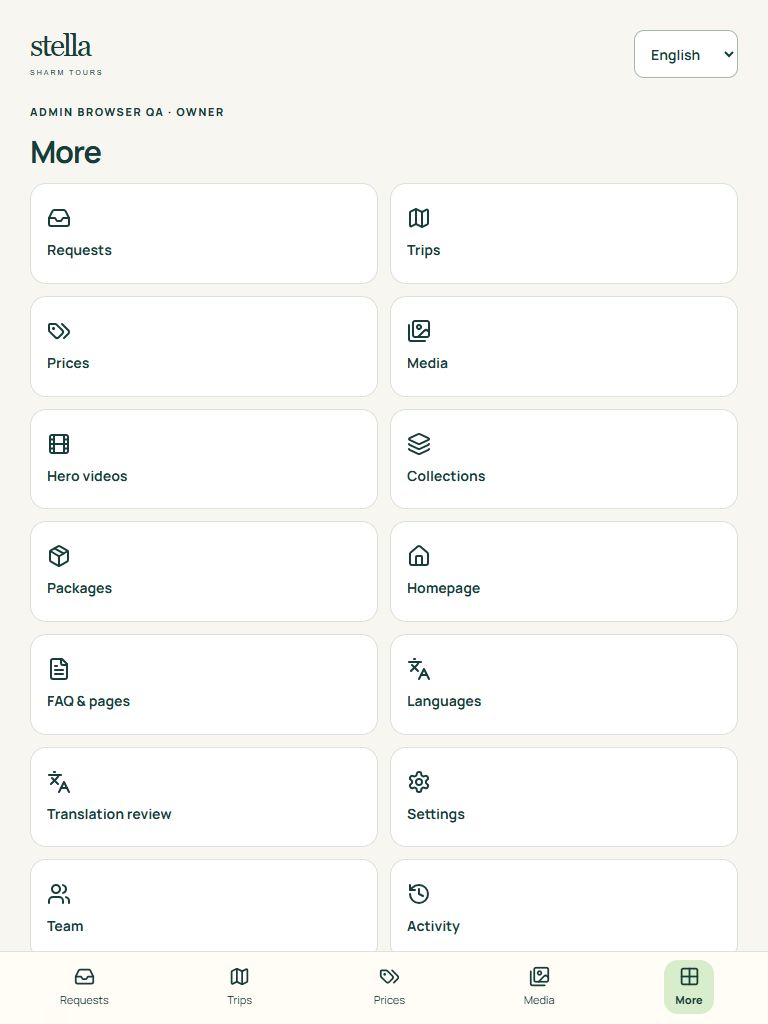 stella
SHARM TOURS
English
ADMIN BROWSER QA · OWNER
More
Requests
Trips
Prices
Media
Hero videos
Collections
Packages
Homepage
FAQ & pages
Languages
Translation review
Settings
Team
Activity
Requests
Trips
Prices
Media
More